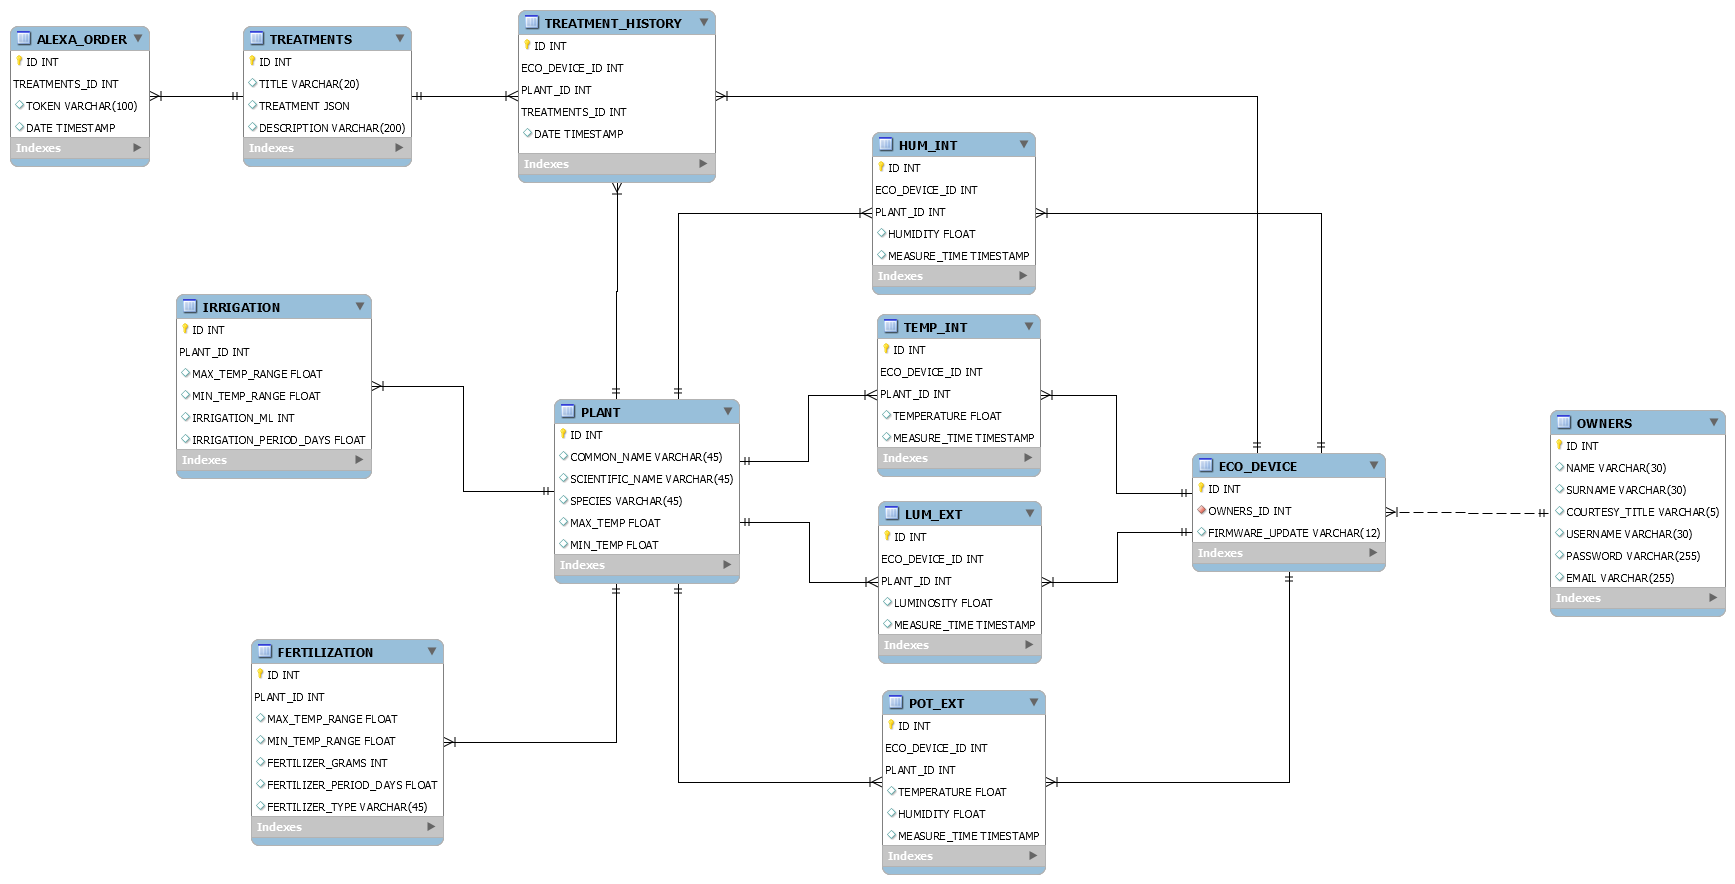 ALEXA_ORDER
ID INT
TREATMENTS_ID INT
TOKEN VARCHAR(100)
DATE TIMESTAMP
Indexes
TREATMENTS
ID INT
TITLE VARCHAR(20)
TREATMENT JSON
DESCRIPTION VARCHAR(200)
Indexes
TREATMENT_HISTORY
ID INT
ECO_DEVICE_ID INT
PLANT_ID INT
TREATMENTS_ID INT
DATE TIMESTAMP
Indexes
HUM_INT
ID INT
ECO_DEVICE_ID INT
PLANT_ID INT
HUMIDITY FLOAT
MEASURE_TIME TIMESTAMP
Indexes
IRRIGATION
ID INT
PLANT_ID INT
MAX_TEMP_RANGE FLOAT
MIN_TEMP_RANGE FLOAT
IRRIGATION_ML INT
IRRIGATION_PERIOD_DAYS FLOAT
Indexes
TEMP_INT
ID INT
ECO_DEVICE_ID INT
PLANT_ID INT
TEMPERATURE FLOAT
MEASURE_TIME TIMESTAMP
Indexes
PLANT
ID INT
COMMON_NAME VARCHAR(45)
SCIENTIFIC_NAME VARCHAR(45)
SPECIES VARCHAR(45)
MAX_TEMP FLOAT
MIN_TEMP FLOAT
Indexes
OWNERS
ID INT
NAME VARCHAR(30)
SURNAME VARCHAR(30)
COURTESY_TITLE VARCHAR(5)
USERNAME VARCHAR(30)
PASSWORD VARCHAR(255)
EMAIL VARCHAR(255)
Indexes
ECO_DEVICE
ID INT
OWNERS_ID INT
FIRMWARE_UPDATE VARCHAR(12)
Indexes
LUM_EXT
ID INT
ECO_DEVICE_ID INT
PLANT_ID INT
LUMINOSITY FLOAT
MEASURE_TIME TIMESTAMP
Indexes
FERTILIZATION
ID INT
PLANT_ID INT
MAX_TEMP_RANGE FLOAT
MIN_TEMP_RANGE FLOAT
FERTILIZER_GRAMS INT
FERTILIZER_PERIOD_DAYS FLOAT
FERTILIZER_TYPE VARCHAR(45)
Indexes
POT_EXT
ID INT
ECO_DEVICE_ID INT
PLANT_ID INT
TEMPERATURE FLOAT
HUMIDITY FLOAT
MEASURE_TIME TIMESTAMP
Indexes